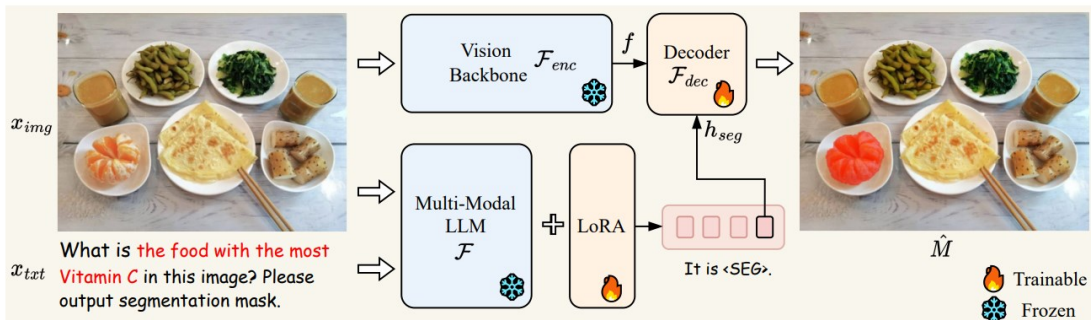 x_img
What is the food with the most
Vitamin C in this image? Please
output segmentation mask.
x_txt
Vision
Backbone F_enc
f
Decoder
F_dec
h_seg
Multi-Modal
LLM
F
LoRA
It is <SEG>.
M̂
Trainable
Frozen